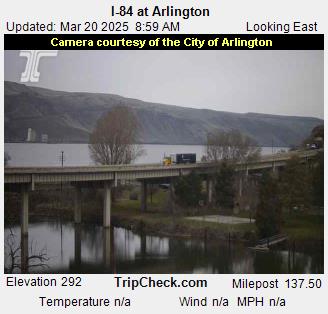 I-84 at Arlington
Updated: Mar 20 2025 8:59 AM Looking East
Camera courtesy of the City of Arlington
Elevation 292 TripCheck.com Milepost 137.50
Temperature n/a Wind n/a MPH n/a